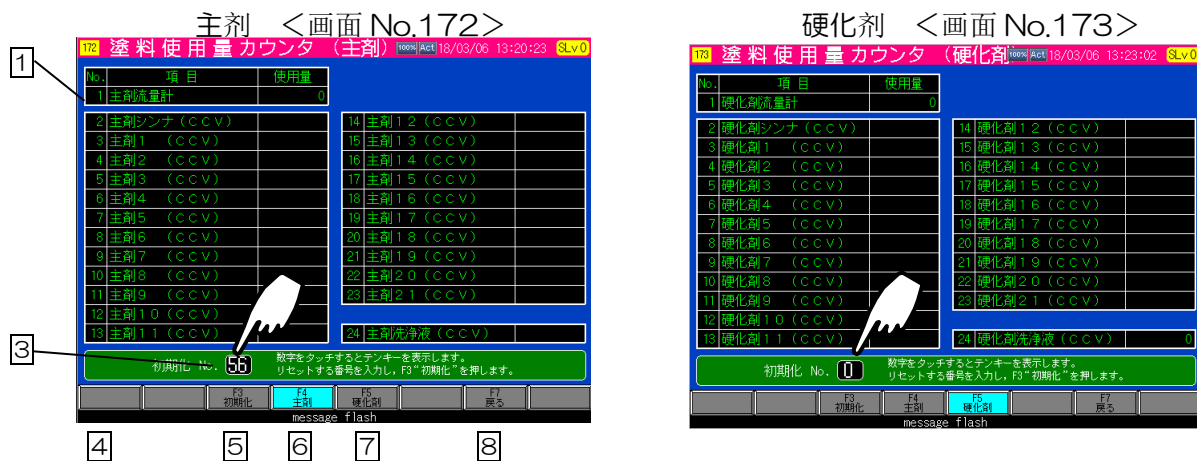 主剤 <画面 No.172>
172 塗料使用量カウンタ (主剤) 100% Act 18/03/06 13:20:23 SLv0
1
No. 項目 使用量
1 主剤流量計 0
2 主剤シンナ(CCV)
3 主剤1 (CCV)
4 主剤2 (CCV)
5 主剤3 (CCV)
6 主剤4 (CCV)
7 主剤5 (CCV)
8 主剤6 (CCV)
9 主剤7 (CCV)
10 主剤8 (CCV)
11 主剤9 (CCV)
12 主剤10(CCV)
13 主剤11(CCV)
14 主剤12(CCV)
15 主剤13(CCV)
16 主剤14(CCV)
17 主剤15(CCV)
18 主剤16(CCV)
19 主剤17(CCV)
20 主剤18(CCV)
21 主剤19(CCV)
22 主剤20(CCV)
23 主剤21(CCV)
24 主剤洗浄液(CCV)
3
初期化 No. 56
数字をタッチするとテンキーを表示します。
リセットする番号を入力し，F3“初期化”を押します。
F3 F4 F5 F7
初期化 主剤 硬化剤 戻る
message flash
4 5 6 7 8
硬化剤 <画面 No.173>
173 塗料使用量カウンタ (硬化剤) 100% Act 18/03/06 13:23:02 SLv0
No. 項目 使用量
1 硬化剤流量計 0
2 硬化剤シンナ(CCV)
3 硬化剤1 (CCV)
4 硬化剤2 (CCV)
5 硬化剤3 (CCV)
6 硬化剤4 (CCV)
7 硬化剤5 (CCV)
8 硬化剤6 (CCV)
9 硬化剤7 (CCV)
10 硬化剤8 (CCV)
11 硬化剤9 (CCV)
12 硬化剤10(CCV)
13 硬化剤11(CCV)
14 硬化剤12(CCV)
15 硬化剤13(CCV)
16 硬化剤14(CCV)
17 硬化剤15(CCV)
18 硬化剤16(CCV)
19 硬化剤17(CCV)
20 硬化剤18(CCV)
21 硬化剤19(CCV)
22 硬化剤20(CCV)
23 硬化剤21(CCV)
24 硬化剤洗浄液(CCV) 0
初期化 No. 0
数字をタッチするとテンキーを表示します。
リセットする番号を入力し，F3“初期化”を押します。
F3 F4 F5 F7
初期化 主剤 硬化剤 戻る
message flash